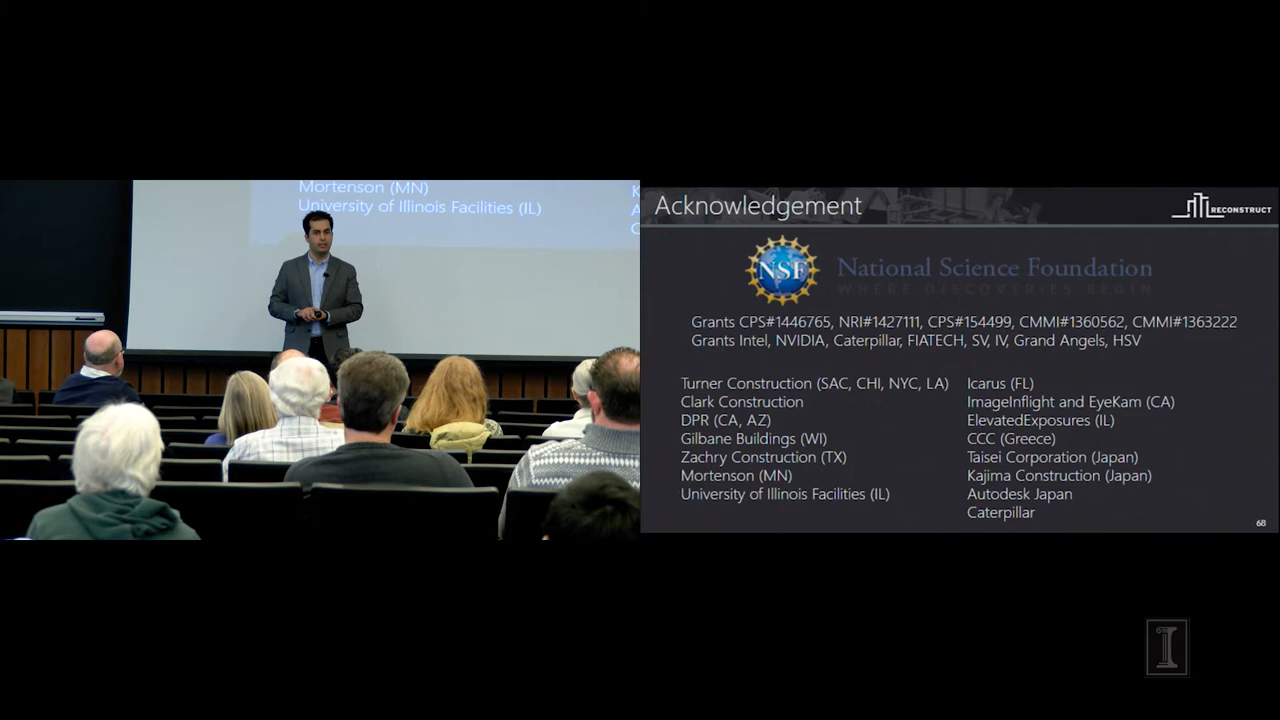 Mortenson (MN)
University of Illinois Facilities (IL)
K
A
C
Acknowledgement
RECONSTRUCT
NSF
National Science Foundation
WHERE DISCOVERIES BEGIN
Grants CPS#1446765, NRI#1427111, CPS#154499, CMMI#1360562, CMMI#1363222
Grants Intel, NVIDIA, Caterpillar, FIATECH, SV, IV, Grand Angels, HSV
Turner Construction (SAC, CHI, NYC, LA)
Clark Construction
DPR (CA, AZ)
Gilbane Buildings (WI)
Zachry Construction (TX)
Mortenson (MN)
University of Illinois Facilities (IL)
Icarus (FL)
ImageInflight and EyeKam (CA)
ElevatedExposures (IL)
CCC (Greece)
Taisei Corporation (Japan)
Kajima Construction (Japan)
Autodesk Japan
Caterpillar
68
I